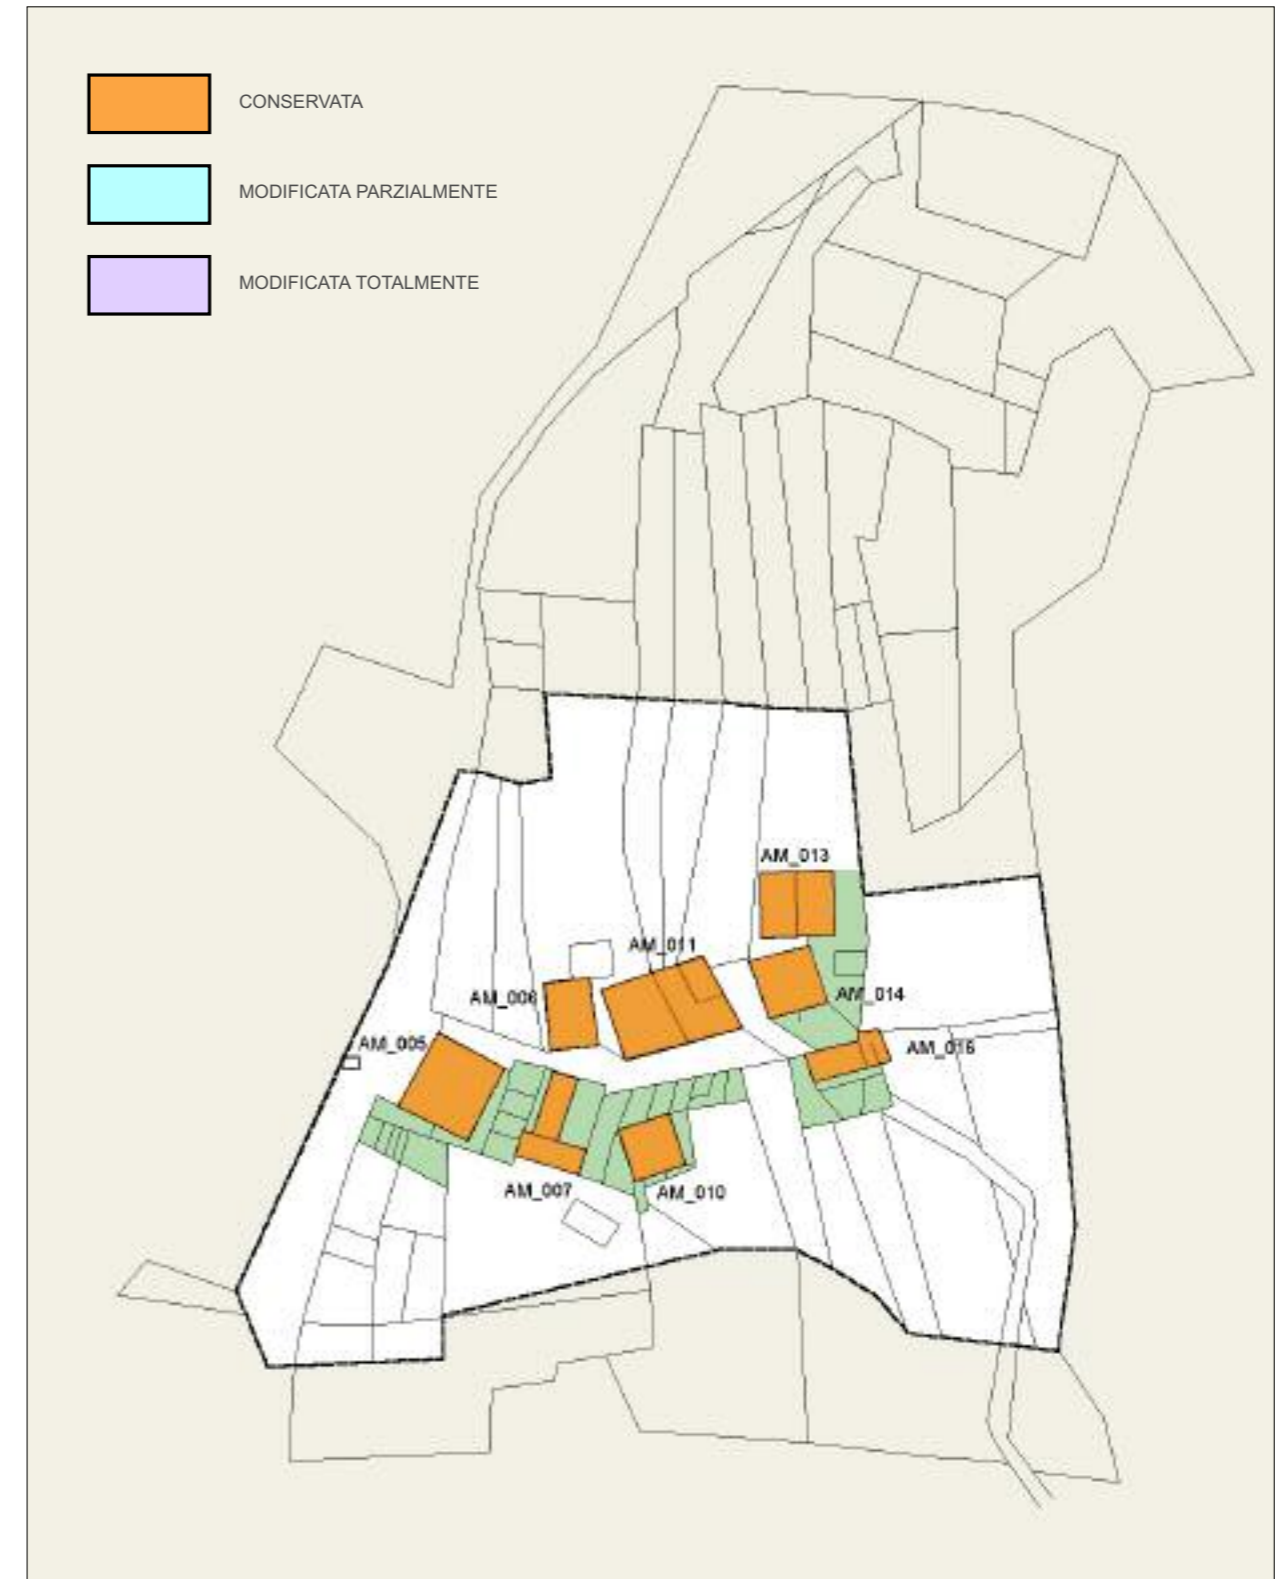 CONSERVATA
MODIFICATA PARZIALMENTE
MODIFICATA TOTALMENTE
AM_013
AM_011
AM_006
AM_014
AM_005
AM_016
AM_007
AM_010